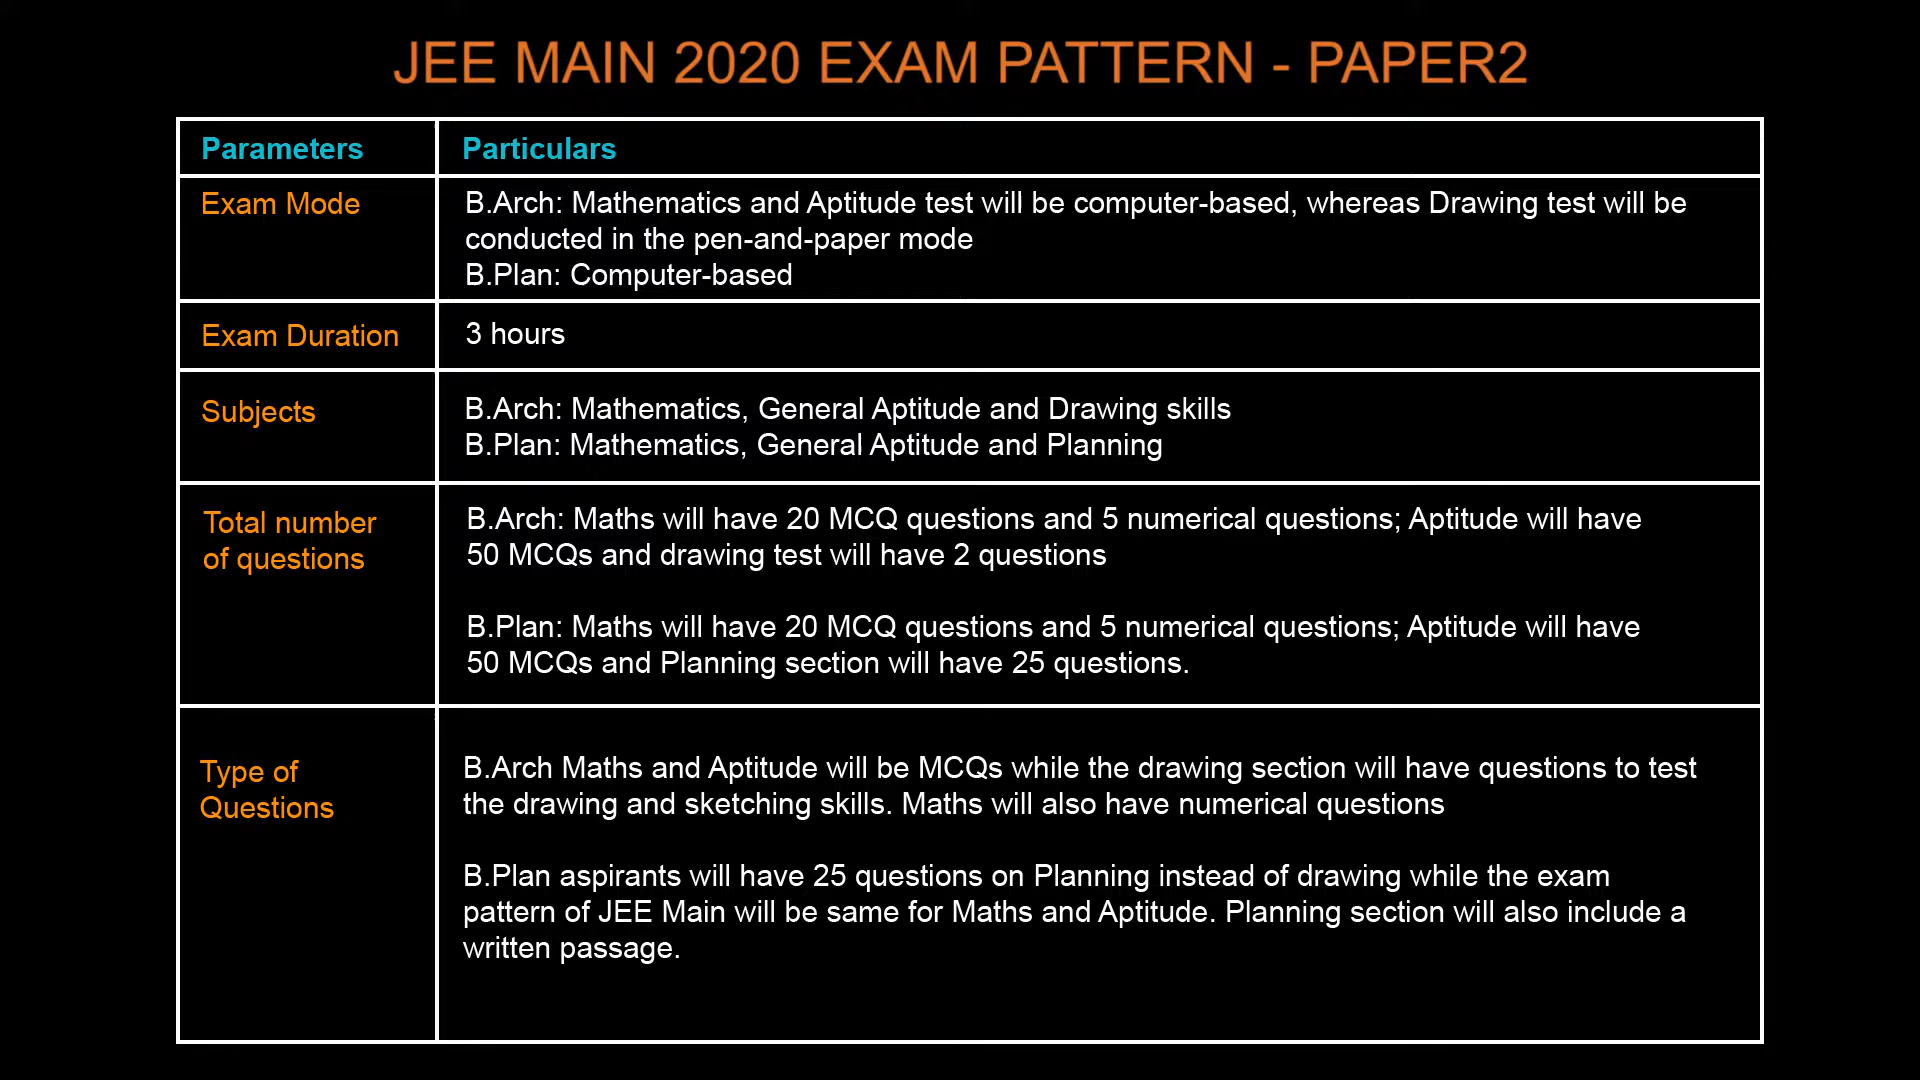 JEE MAIN 2020 EXAM PATTERN - PAPER2
Parameters
Particulars
Exam Mode
B.Arch: Mathematics and Aptitude test will be computer-based, whereas Drawing test will be
conducted in the pen-and-paper mode
B.Plan: Computer-based
Exam Duration
3 hours
Subjects
B.Arch: Mathematics, General Aptitude and Drawing skills
B.Plan: Mathematics, General Aptitude and Planning
Total number
of questions
B.Arch: Maths will have 20 MCQ questions and 5 numerical questions; Aptitude will have
50 MCQs and drawing test will have 2 questions
B.Plan: Maths will have 20 MCQ questions and 5 numerical questions; Aptitude will have
50 MCQs and Planning section will have 25 questions.
Type of
Questions
B.Arch Maths and Aptitude will be MCQs while the drawing section will have questions to test
the drawing and sketching skills. Maths will also have numerical questions
B.Plan aspirants will have 25 questions on Planning instead of drawing while the exam
pattern of JEE Main will be same for Maths and Aptitude. Planning section will also include a
written passage.